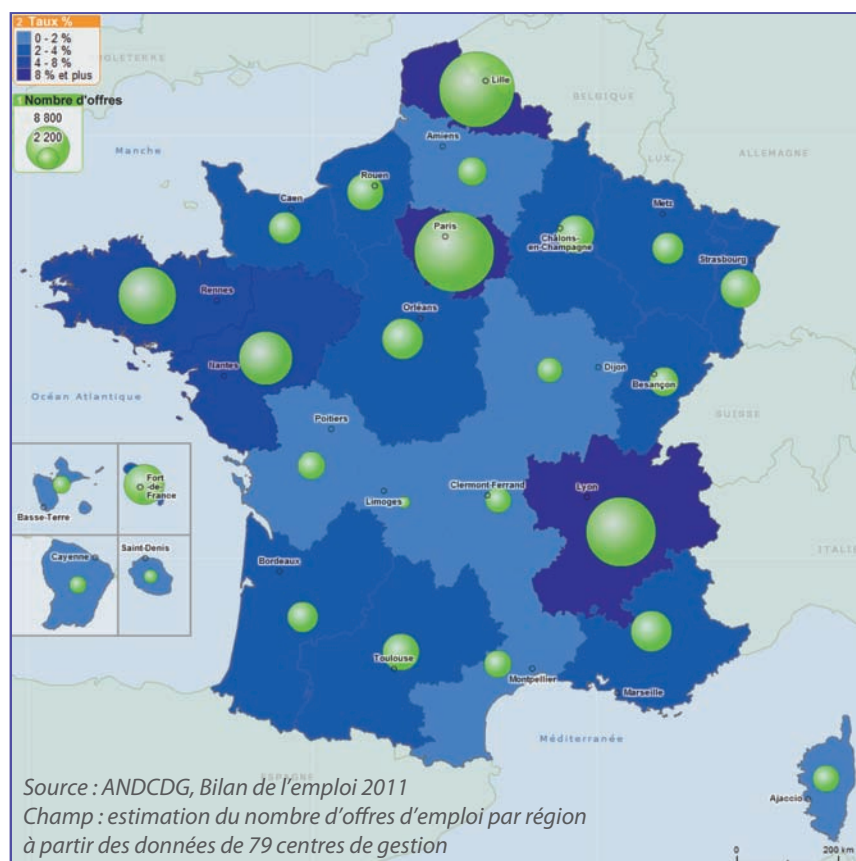 2 Taux %
0 - 2 %
2 - 4 %
4 - 8 %
8 % et plus
1 Nombre d'offres
8 800
2 200
NGLETERRE
Manche
BELGIQUE
LUX.
ALLEMAGNE
Lille
Amiens
Rouen
Caen
Metz
Paris
Châlons-
en-Champagne
Strasbourg
Rennes
Orléans
Nantes
Dijon
Besançon
Océan Atlantique
SUISSE
Poitiers
Limoges
Clermont-Ferrand
Lyon
Fort
-de-
France
Basse-Terre
Cayenne
Saint-Denis
ITALIE
Bordeaux
Toulouse
Montpellier
Marseille
Méditerranée
ESPAGNE
Ajaccio
Source : ANDCDG, Bilan de l'emploi 2011
Champ : estimation du nombre d'offres d'emploi par région
à partir des données de 79 centres de gestion
0 200 km